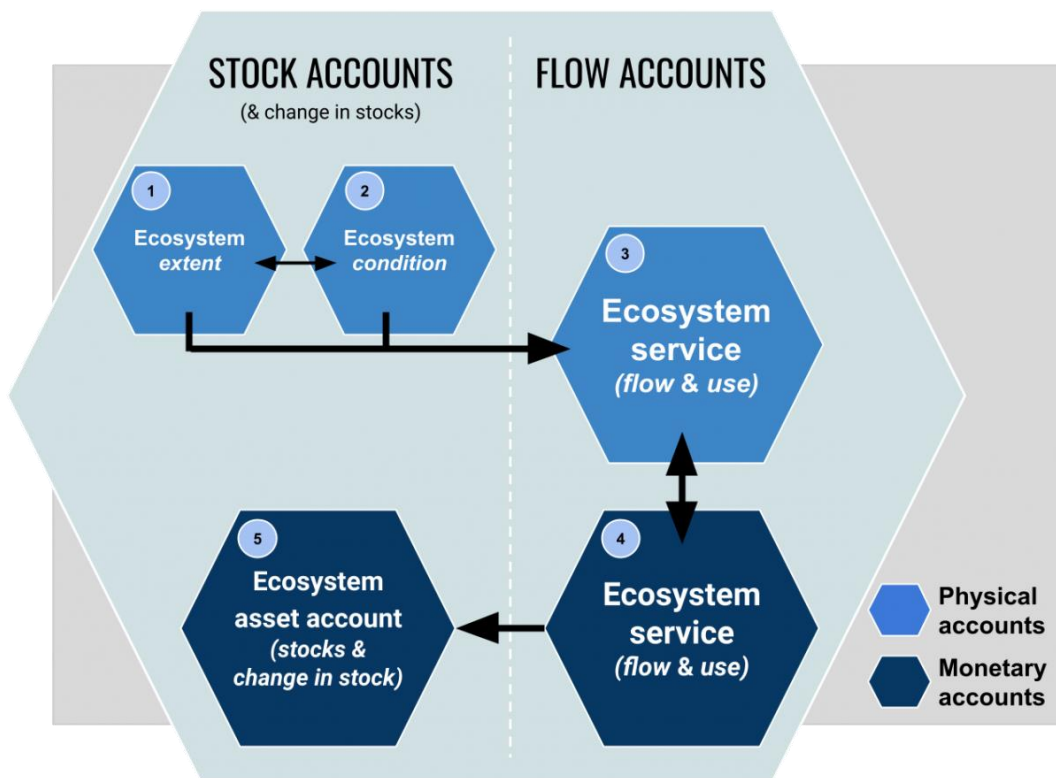 STOCK ACCOUNTS
(& change in stocks)
FLOW ACCOUNTS
1
Ecosystem
extent
2
Ecosystem
condition
3
Ecosystem
service
(flow & use)
5
Ecosystem
asset account
(stocks &
change in stock)
4
Ecosystem
service
(flow & use)
Physical
accounts
Monetary
accounts